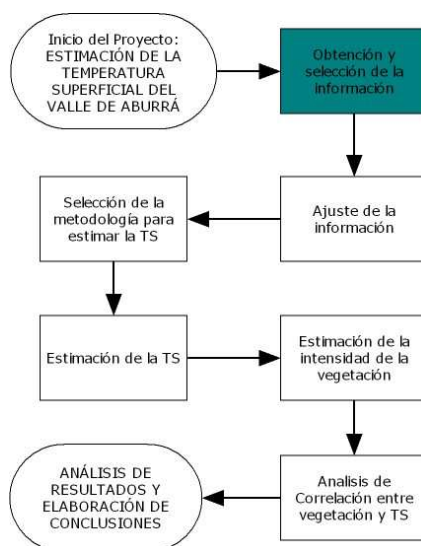 Inicio del Proyecto:
ESTIMACIÓN DE LA
TEMPERATURA
SUPERFICIAL DEL
VALLE DE ABURRÁ
Obtención y
selección de la
información
Ajuste de la
información
Selección de la
metodología para
estimar la TS
Estimación de la TS
Estimación de la
intensidad de la
vegetación
Analisis de
Correlación entre
vegetación y TS
ANÁLISIS DE
RESULTADOS Y
ELABORACIÓN DE
CONCLUSIONES